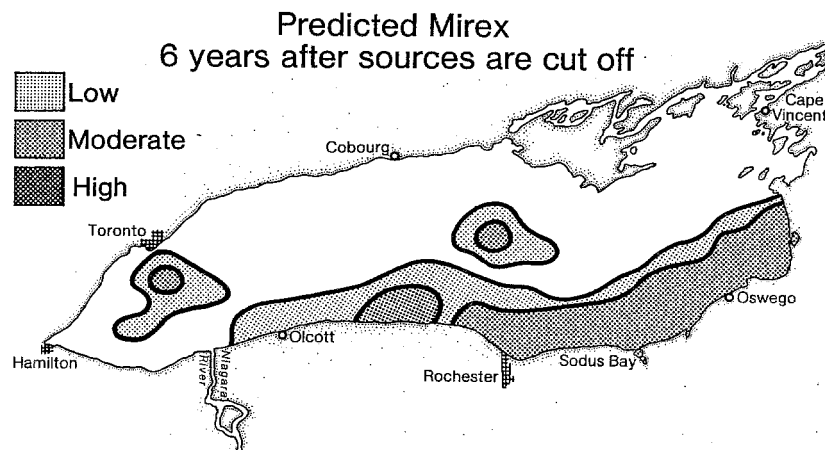 Predicted Mirex
6 years after sources are cut off
Low
Moderate
High
Cape
Vincent
Cobourg
Toronto
Oswego
Olcott
Hamilton
Niagara
River
Rochester
Sodus Bay